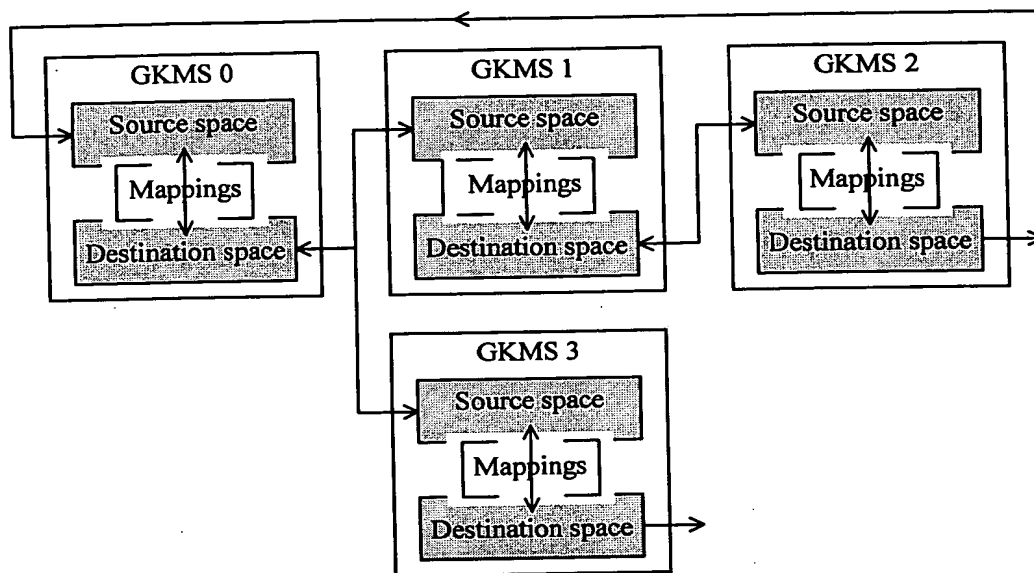 GKMS 0
Source space
Mappings
Destination space
GKMS 1
Source space
Mappings
Destination space
GKMS 2
Source space
Mappings
Destination space
GKMS 3
Source space
Mappings
Destination space